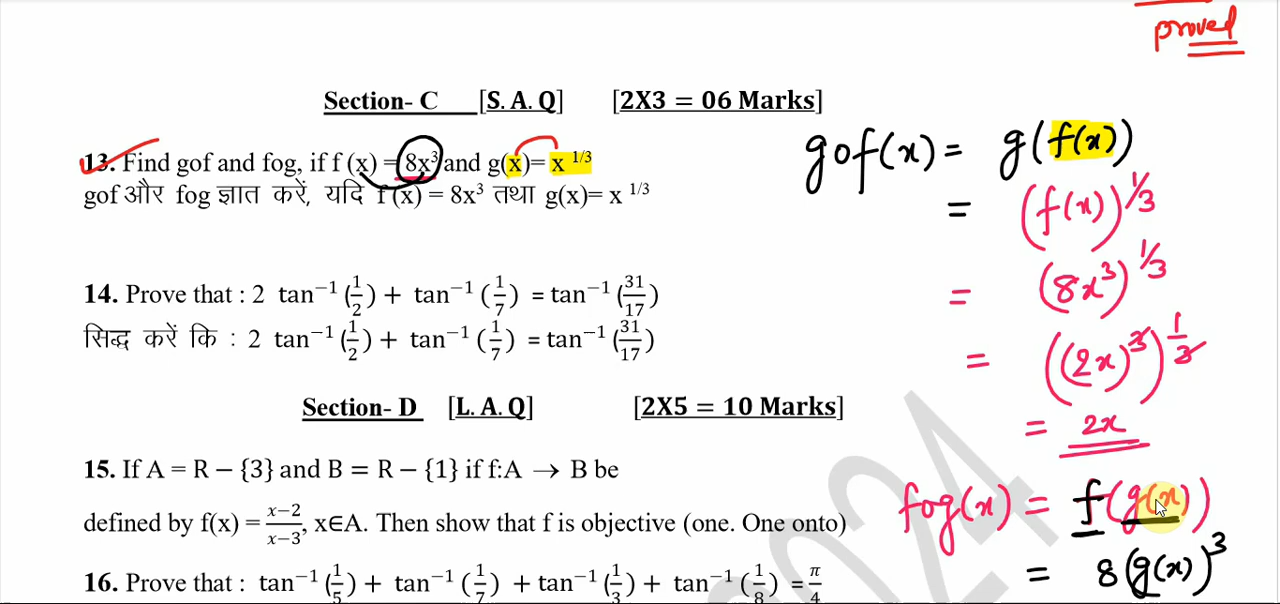 proved
Section- C [S. A. Q] [2X3 = 06 Marks]
13. Find gof and fog, if f (x) = 8x³ and g(x)= x ¹/³
gof और fog ज्ञात करें, यदि f (x) = 8x³ तथा g(x)= x ¹/³
14. Prove that : 2 tan⁻¹ (1/2) + tan⁻¹ (1/7) = tan⁻¹ (31/17)
सिद्ध करें कि : 2 tan⁻¹ (1/2) + tan⁻¹ (1/7) = tan⁻¹ (31/17)
Section- D [L. A. Q] [2X5 = 10 Marks]
15. If A = R − {3} and B = R − {1} if f:A → B be
defined by f(x) = (x−2)/(x−3), x∈A. Then show that f is objective (one. One onto)
16. Prove that : tan⁻¹ (1/5) + tan⁻¹ (1/7) + tan⁻¹ (1/3) + tan⁻¹ (1/8) = π/4
gof(x) = g(f(x))
= (f(x))^1/3
= (8x³)^1/3
= ((2x)³)^1/3
= 2x
fog(x) = f(g(x))
= 8(g(x))³
2024